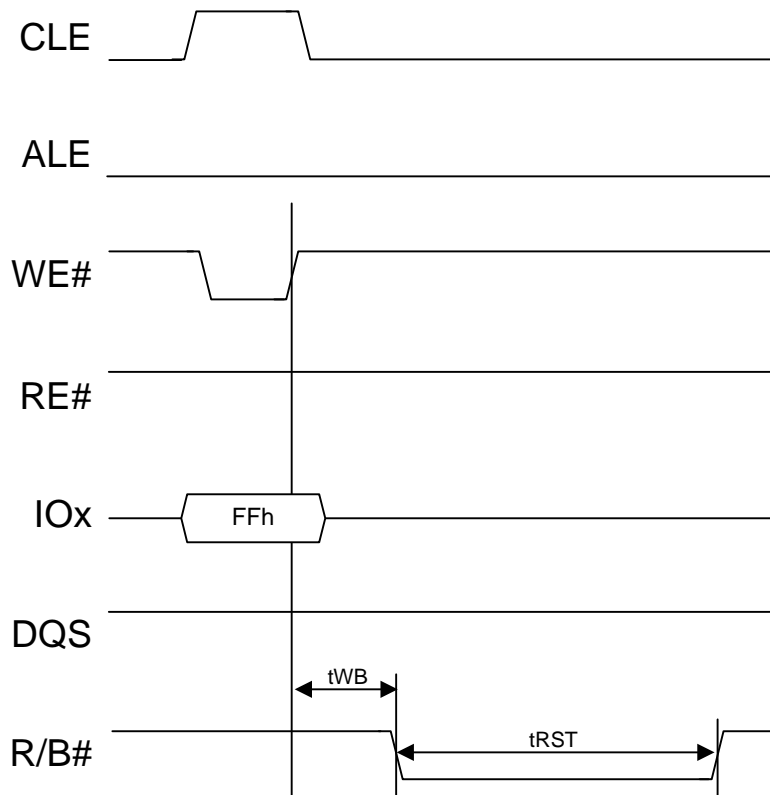 CLE
ALE
WE#
RE#
IOx
FFh
DQS
tWB
R/B#
tRST